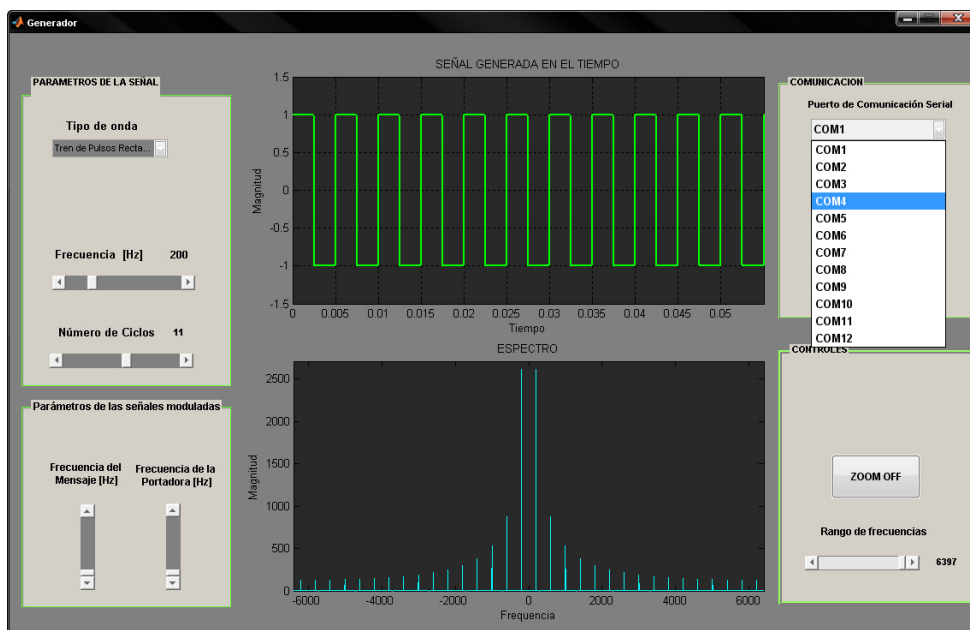 Generador
PARAMETROS DE LA SEÑAL
Tipo de onda
Tren de Pulsos Recta...
Frecuencia [Hz] 200
Número de Ciclos 11
Parámetros de las señales moduladas
Frecuencia del
Mensaje [Hz]
Frecuencia de la
Portadora [Hz]
SEÑAL GENERADA EN EL TIEMPO
Magnitud
1.5
1
0.5
0
-0.5
-1
-1.5
0 0.005 0.01 0.015 0.02 0.025 0.03 0.035 0.04 0.045 0.05
Tiempo
ESPECTRO
Magnitud
2500
2000
1500
1000
500
0
-6000 -4000 -2000 0 2000 4000 6000
Frequencia
COMUNICACION
Puerto de Comunicación Serial
COM1
COM1
COM2
COM3
COM4
COM5
COM6
COM7
COM8
COM9
COM10
COM11
COM12
CONTROLES
ZOOM OFF
Rango de frecuencias
6397